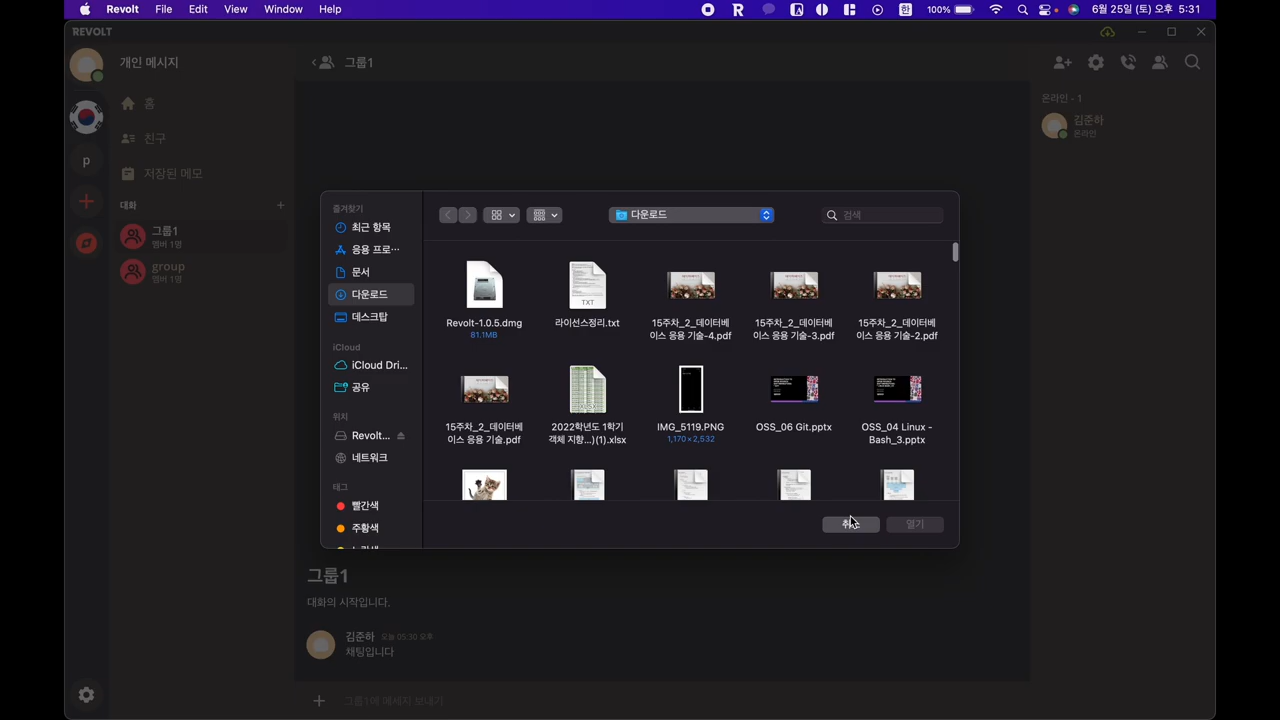 Revolt File Edit View Window Help
한 100% 6월 25일 (토) 오후 5:31
REVOLT
개인 메시지
홈
친구
저장된 메모
대화
그룹1
멤버 1명
group
멤버 1명
p
그룹1
온라인 - 1
김준하
온라인
즐겨찾기
최근 항목
응용 프로…
문서
다운로드
데스크탑
iCloud
iCloud Dri…
공유
위치
Revolt…
네트워크
태그
빨간색
주황색
다운로드
검색
Revolt-1.0.5.dmg
81.1MB
TXT
라이선스정리.txt
15주차_2_데이터베
이스 응용 기술-4.pdf
15주차_2_데이터베
이스 응용 기술-3.pdf
15주차_2_데이터베
이스 응용 기술-2.pdf
15주차_2_데이터베
이스 응용 기술.pdf
XLSX
2022학년도 1학기
객체 지향...)(1).xlsx
IMG_5119.PNG
1,170×2,532
OSS_06 Git.pptx
OSS_04 Linux -
Bash_3.pptx
열기
그룹1
대화의 시작입니다.
김준하 오늘 05:30 오후
채팅입니다
그룹1에 메세지 보내기